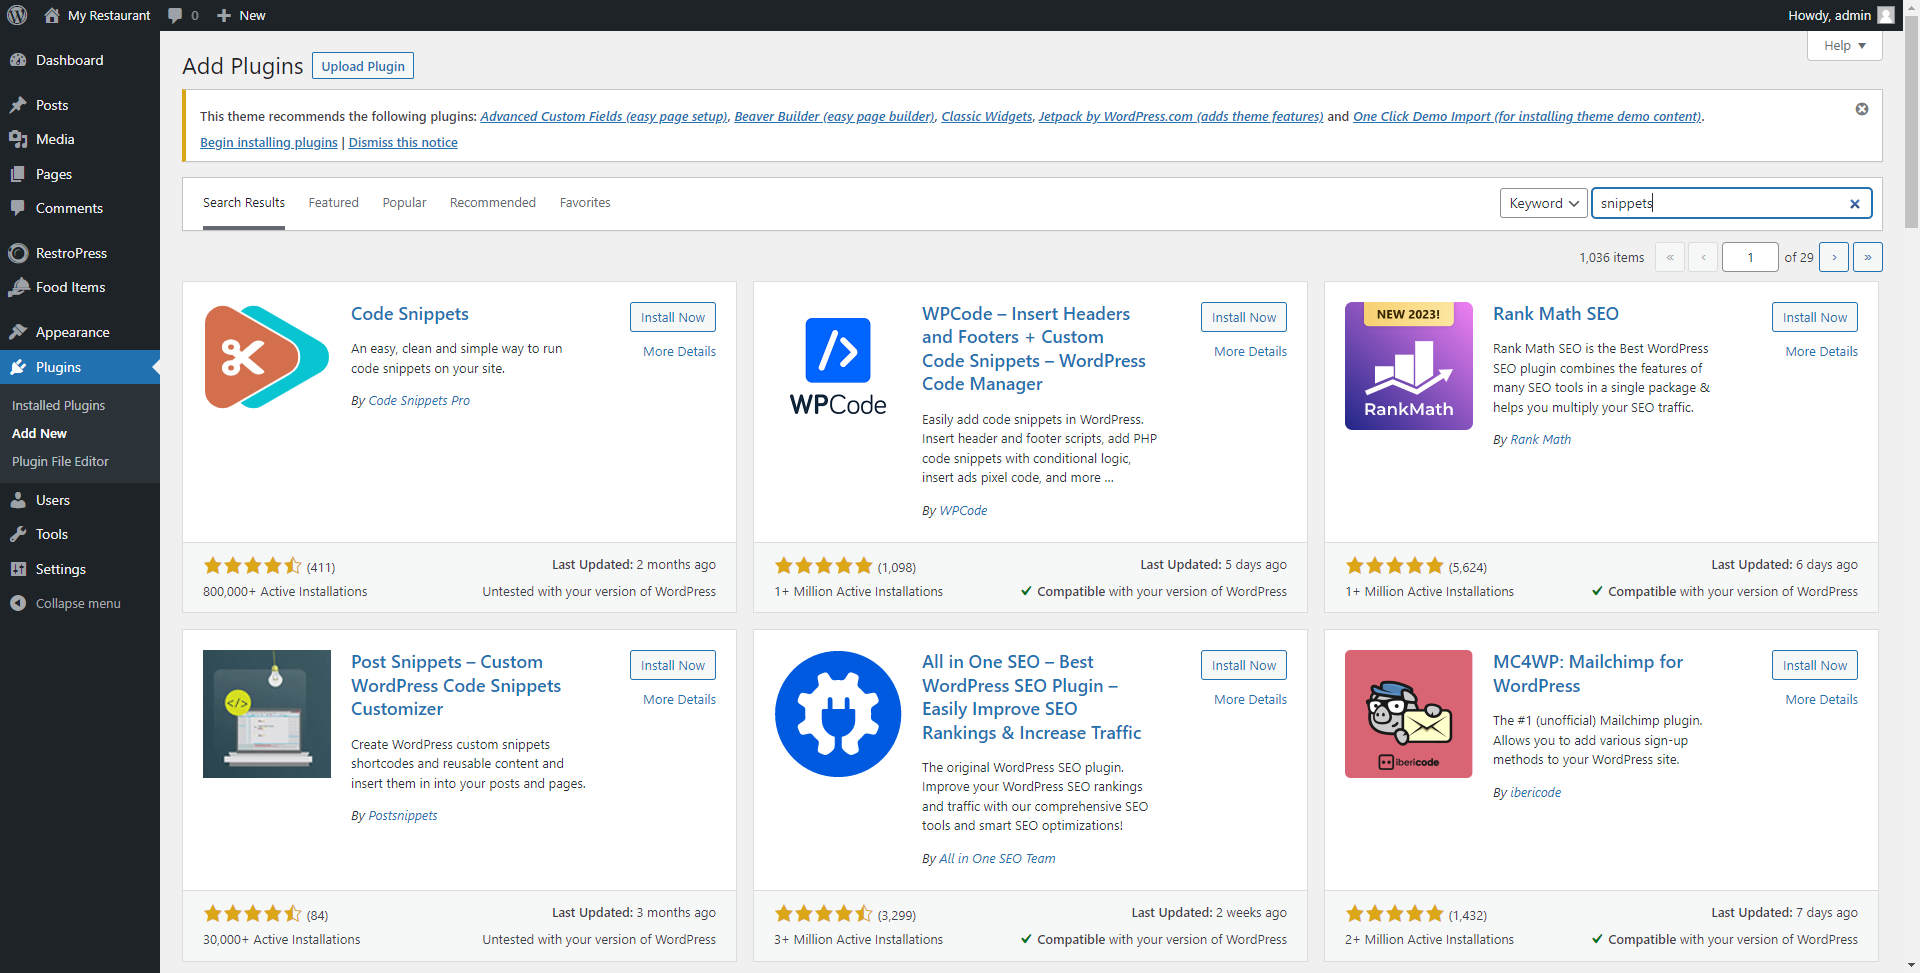 My Restaurant
0
New
Howdy, admin
Dashboard
Posts
Media
Pages
Comments
RestroPress
Food Items
Appearance
Plugins
Installed Plugins
Add New
Plugin File Editor
Users
Tools
Settings
Collapse menu
Help
Add Plugins
Upload Plugin
This theme recommends the following plugins: Advanced Custom Fields (easy page setup), Beaver Builder (easy page builder), Classic Widgets, Jetpack by WordPress.com (adds theme features) and One Click Demo Import (for installing theme demo content).
Begin installing plugins | Dismiss this notice
Search Results
Featured
Popular
Recommended
Favorites
Keyword
snippets
1,036 items
«
‹
1
of 29
›
»
Code Snippets
Install Now
More Details
An easy, clean and simple way to run
code snippets on your site.
By Code Snippets Pro
(411)
800,000+ Active Installations
Last Updated: 2 months ago
Untested with your version of WordPress
WPCode
WPCode – Insert Headers
and Footers + Custom
Code Snippets – WordPress
Code Manager
Install Now
More Details
Easily add code snippets in WordPress.
Insert header and footer scripts, add PHP
code snippets with conditional logic,
insert ads pixel code, and more ...
By WPCode
(1,098)
1+ Million Active Installations
Last Updated: 5 days ago
Compatible with your version of WordPress
NEW 2023!
RankMath
Rank Math SEO
Install Now
More Details
Rank Math SEO is the Best WordPress
SEO plugin combines the features of
many SEO tools in a single package &
helps you multiply your SEO traffic.
By Rank Math
(5,624)
1+ Million Active Installations
Last Updated: 6 days ago
Compatible with your version of WordPress
</>
Post Snippets – Custom
WordPress Code Snippets
Customizer
Install Now
More Details
Create WordPress custom snippets
shortcodes and reusable content and
insert them in into your posts and pages.
By Postsnippets
(84)
30,000+ Active Installations
Last Updated: 3 months ago
Untested with your version of WordPress
All in One SEO – Best
WordPress SEO Plugin –
Easily Improve SEO
Rankings & Increase Traffic
Install Now
More Details
The original WordPress SEO plugin.
Improve your WordPress SEO rankings
and traffic with our comprehensive SEO
tools and smart SEO optimizations!
By All in One SEO Team
(3,299)
3+ Million Active Installations
Last Updated: 2 weeks ago
Compatible with your version of WordPress
ibericode
MC4WP: Mailchimp for
WordPress
Install Now
More Details
The #1 (unofficial) Mailchimp plugin.
Allows you to add various sign-up
methods to your WordPress site.
By ibericode
(1,432)
2+ Million Active Installations
Last Updated: 7 days ago
Compatible with your version of WordPress